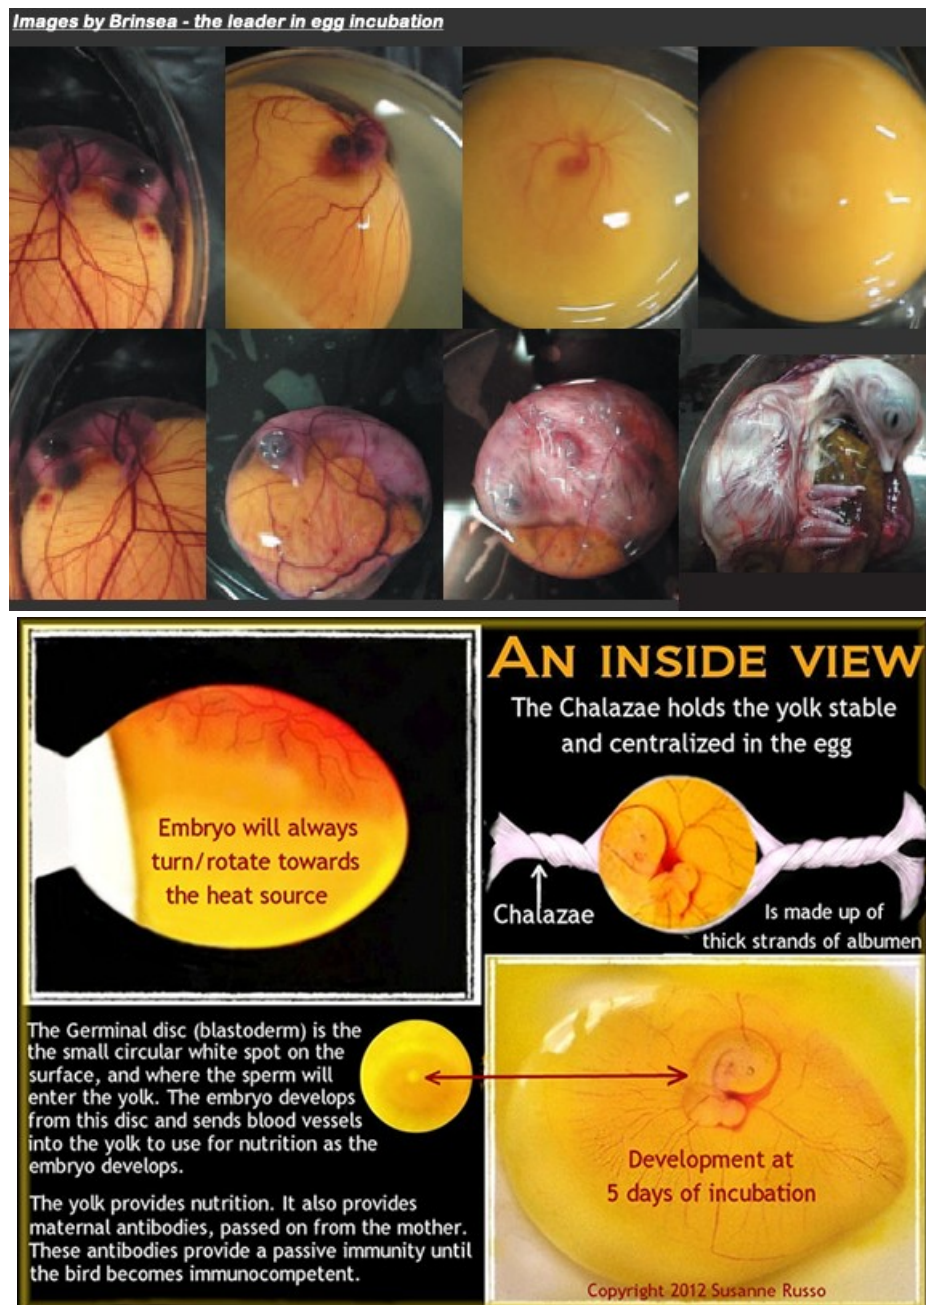 Images by Brinsea - the leader in egg incubation
AN INSIDE VIEW
The Chalazae holds the yolk stable
and centralized in the egg
Embryo will always
turn/rotate towards
the heat source
Chalazae
Is made up of
thick strands of albumen
The Germinal disc (blastoderm) is the
the small circular white spot on the
surface, and where the sperm will
enter the yolk. The embryo develops
from this disc and sends blood vessels
into the yolk to use for nutrition as the
embryo develops.
The yolk provides nutrition. It also provides
maternal antibodies, passed on from the mother.
These antibodies provide a passive immunity until
the bird becomes immunocompetent.
Development at
5 days of incubation
Copyright 2012 Susanne Russo